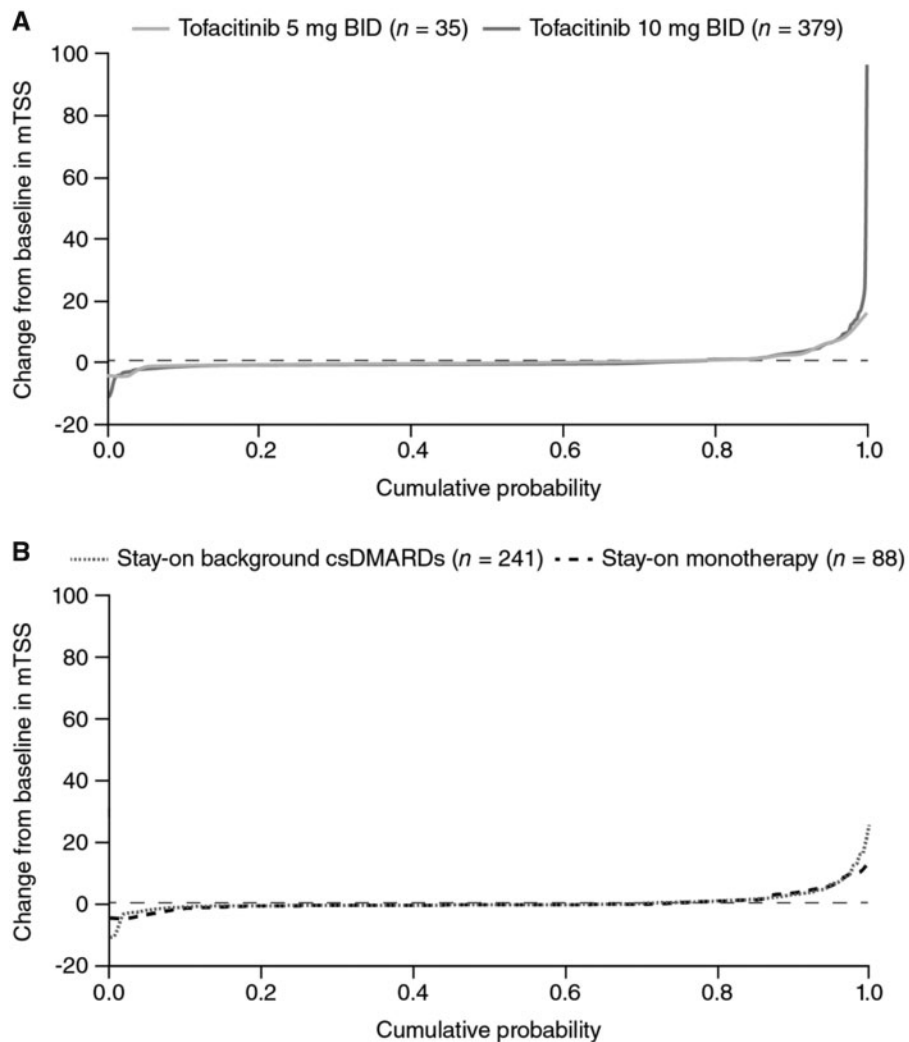 A
Tofacitinib 5 mg BID (n = 35) Tofacitinib 10 mg BID (n = 379)
100
80
60
40
20
0
-20
Change from baseline in mTSS
0.0 0.2 0.4 0.6 0.8 1.0
Cumulative probability
B
Stay-on background csDMARDs (n = 241) Stay-on monotherapy (n = 88)
100
80
60
40
20
0
-20
Change from baseline in mTSS
0.0 0.2 0.4 0.6 0.8 1.0
Cumulative probability